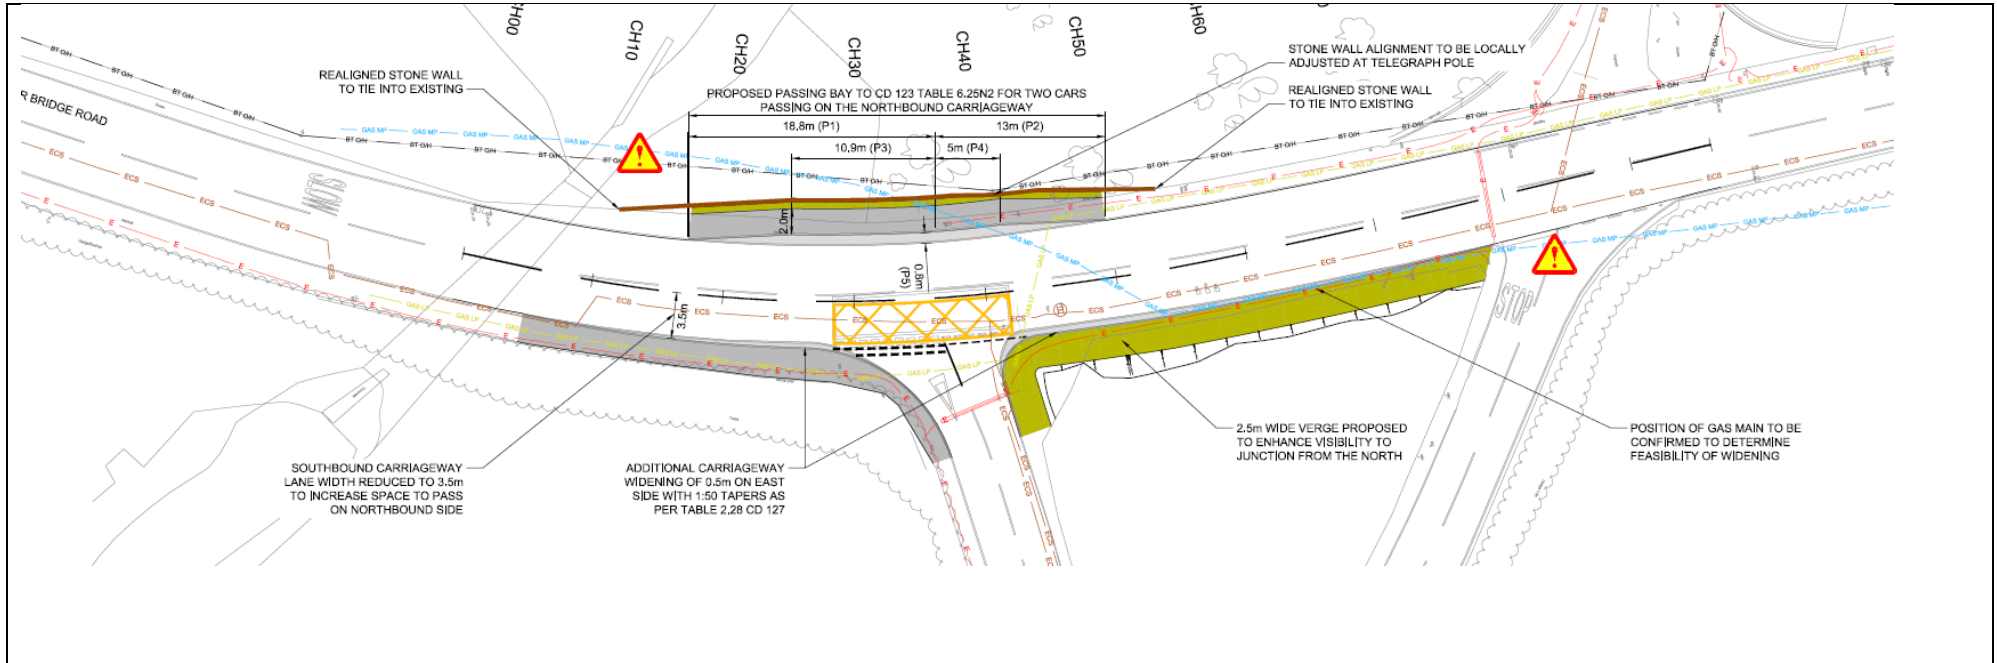 CH00
CH10
CH20
CH30
CH40
CH50
CH60
R BRIDGE ROAD
REALIGNED STONE WALL
TO TIE INTO EXISTING
PROPOSED PASSING BAY TO CD 123 TABLE 6.25N2 FOR TWO CARS
PASSING ON THE NORTHBOUND CARRIAGEWAY
18.8m (P1)
13m (P2)
10.9m (P3)
5m (P4)
STONE WALL ALIGNMENT TO BE LOCALLY
ADJUSTED AT TELEGRAPH POLE
REALIGNED STONE WALL
TO TIE INTO EXISTING
BT O/H
GAS MP
ECS
E
GAS LP
2.0m
0.8m
(P5)
3.5m
SLOW
STOP
SOUTHBOUND CARRIAGEWAY
LANE WIDTH REDUCED TO 3.5m
TO INCREASE SPACE TO PASS
ON NORTHBOUND SIDE
ADDITIONAL CARRIAGEWAY
WIDENING OF 0.5m ON EAST
SIDE WITH 1:50 TAPERS AS
PER TABLE 2.28 CD 127
2.5m WIDE VERGE PROPOSED
TO ENHANCE VISIBILITY TO
JUNCTION FROM THE NORTH
POSITION OF GAS MAIN TO BE
CONFIRMED TO DETERMINE
FEASIBILITY OF WIDENING